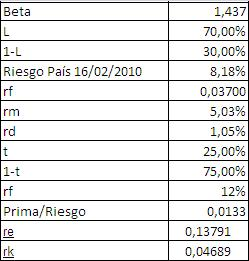 Beta 1,437
L 70,00%
1-L 30,00%
Riesgo País 16/02/2010 8,18%
rf 0,03700
rm 5,03%
rd 1,05%
t 25,00%
1-t 75,00%
rf 12%
Prima/Riesgo 0,0133
re 0,13791
rk 0,04689